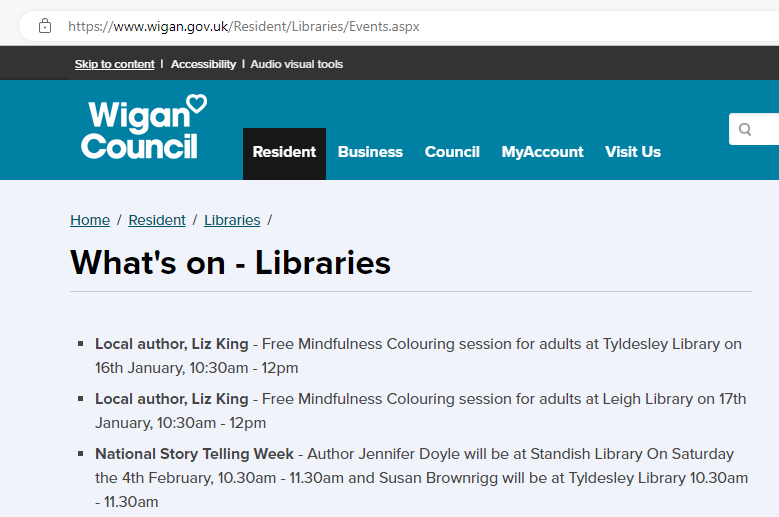 https://www.wigan.gov.uk/Resident/Libraries/Events.aspx
Skip to content | Accessibility | Audio visual tools
Wigan
Council
Resident Business Council MyAccount Visit Us
Home / Resident / Libraries /
What's on - Libraries
Local author, Liz King - Free Mindfulness Colouring session for adults at Tyldesley Library on
16th January, 10:30am - 12pm
Local author, Liz King - Free Mindfulness Colouring session for adults at Leigh Library on 17th
January, 10:30am - 12pm
National Story Telling Week - Author Jennifer Doyle will be at Standish Library On Saturday
the 4th February, 10.30am - 11.30am and Susan Brownrigg will be at Tyldesley Library 10.30am
- 11.30am